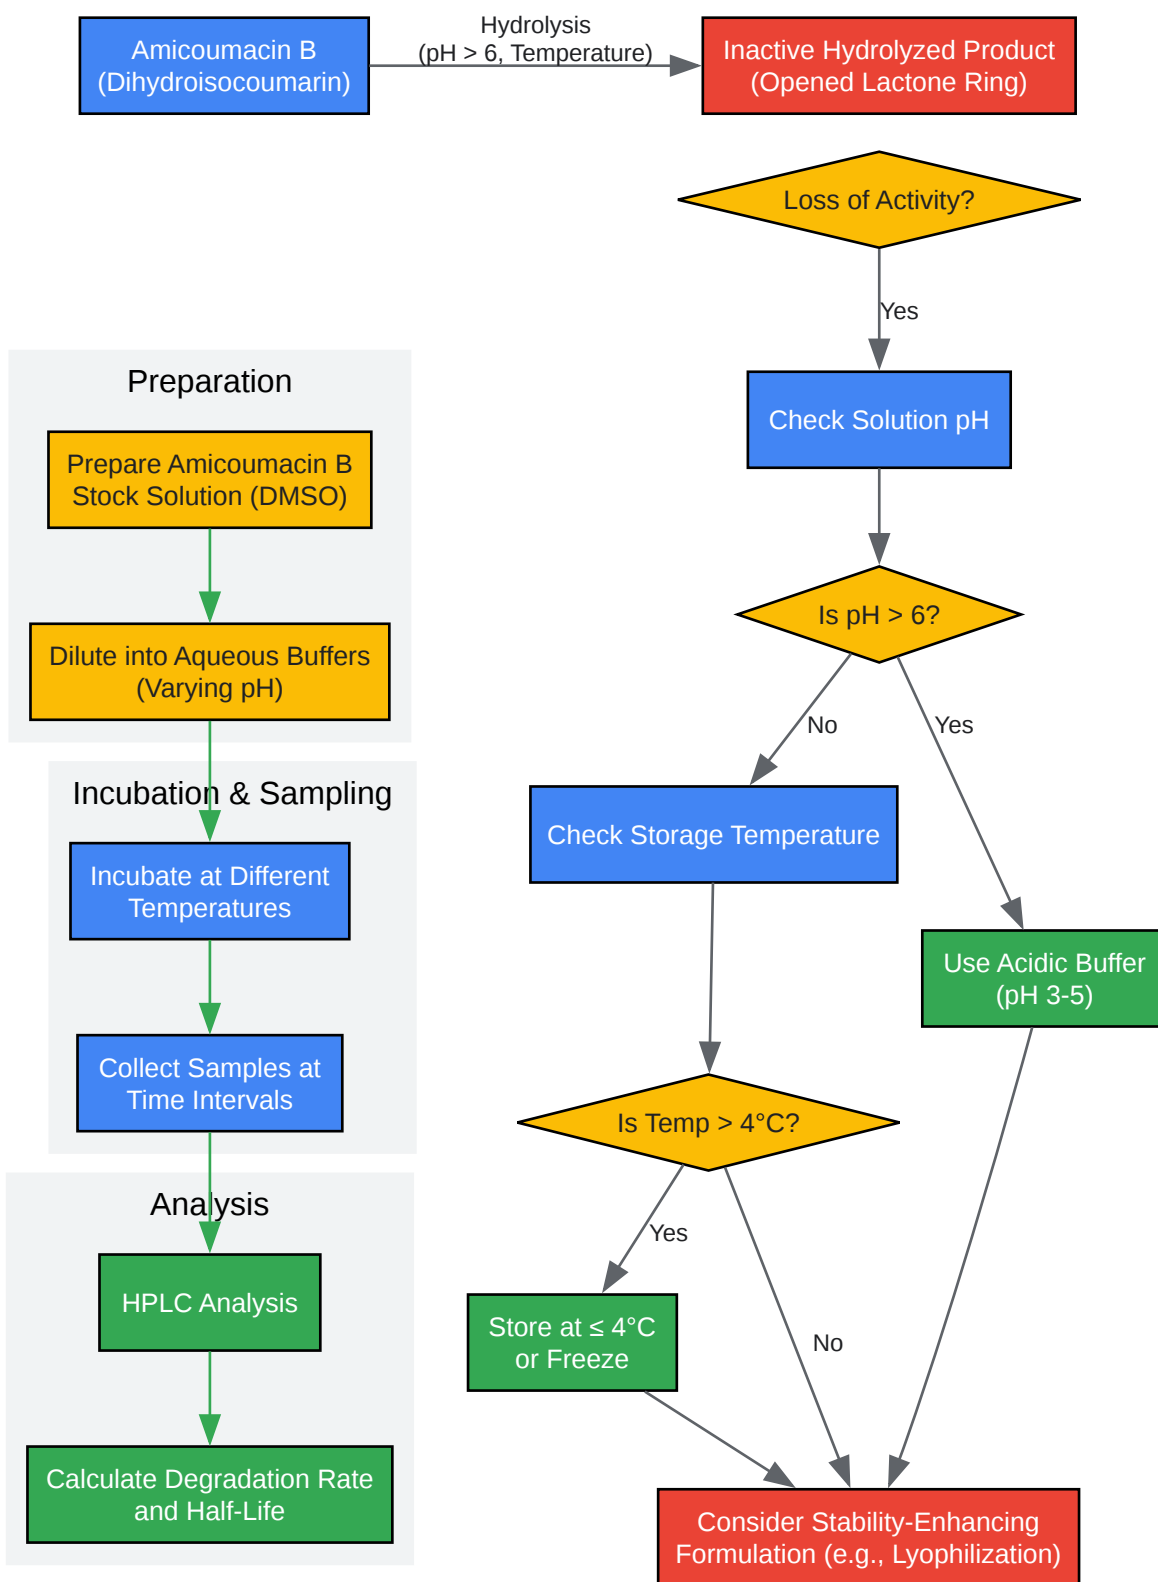 Amicoumacin B
(Dihydroisocoumarin)
Hydrolysis
(pH > 6, Temperature)
Inactive Hydrolyzed Product
(Opened Lactone Ring)
Loss of Activity?
Yes
Check Solution pH
Is pH > 6?
No
Yes
Check Storage Temperature
Use Acidic Buffer
(pH 3-5)
Is Temp > 4°C?
Yes
No
Store at ≤ 4°C
or Freeze
Consider Stability-Enhancing
Formulation (e.g., Lyophilization)
Preparation
Prepare Amicoumacin B
Stock Solution (DMSO)
Dilute into Aqueous Buffers
(Varying pH)
Incubation & Sampling
Incubate at Different
Temperatures
Collect Samples at
Time Intervals
Analysis
HPLC Analysis
Calculate Degradation Rate
and Half-Life